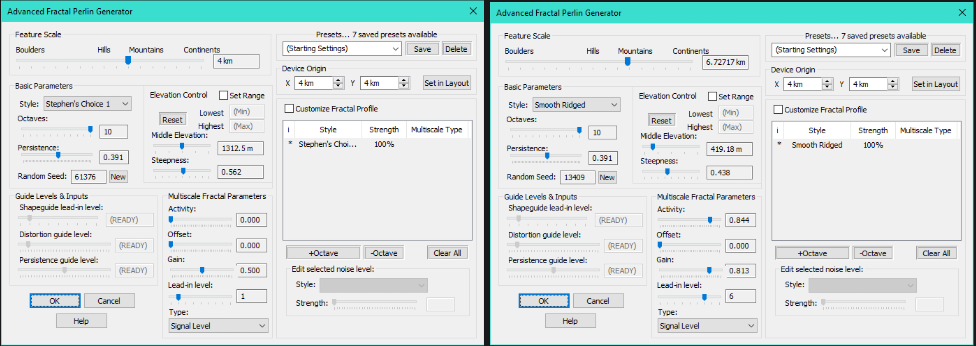 Advanced Fractal Perlin Generator
Feature Scale
Boulders Hills Mountains Continents
4 km
Presets... 7 saved presets available
(Starting Settings) Save Delete
Device Origin
X 4 km Y 4 km Set in Layout
Basic Parameters
Style: Stephen's Choice 1
Octaves:
10
Persistence:
0.391
Random Seed: 61376 New
Elevation Control Set Range
Reset Lowest (Min)
Highest (Max)
Middle Elevation:
1312.5 m
Steepness:
0.562
Customize Fractal Profile
i Style Strength Multiscale Type
* Stephen's Choi... 100%
Guide Levels & Inputs
Shapeguide lead-in level:
(READY)
Distortion guide level:
(READY)
Persistence guide level:
(READY)
Multiscale Fractal Parameters
Activity:
0.000
Offset:
0.000
Gain:
0.500
Lead-in level:
1
Type:
Signal Level
+Octave -Octave Clear All
Edit selected noise level:
Style:
Strength:
OK Cancel
Help
Advanced Fractal Perlin Generator
Feature Scale
Boulders Hills Mountains Continents
6.72717 km
Presets... 7 saved presets available
(Starting Settings) Save Delete
Device Origin
X 4 km Y 4 km Set in Layout
Basic Parameters
Style: Smooth Ridged
Octaves:
10
Persistence:
0.391
Random Seed: 13409 New
Elevation Control Set Range
Reset Lowest (Min)
Highest (Max)
Middle Elevation:
419.18 m
Steepness:
0.438
Customize Fractal Profile
i Style Strength Multiscale Type
* Smooth Ridged 100%
Guide Levels & Inputs
Shapeguide lead-in level:
(READY)
Distortion guide level:
(READY)
Persistence guide level:
(READY)
Multiscale Fractal Parameters
Activity:
0.844
Offset:
0.000
Gain:
0.813
Lead-in level:
6
Type:
Signal Level
+Octave -Octave Clear All
Edit selected noise level:
Style:
Strength:
OK Cancel
Help